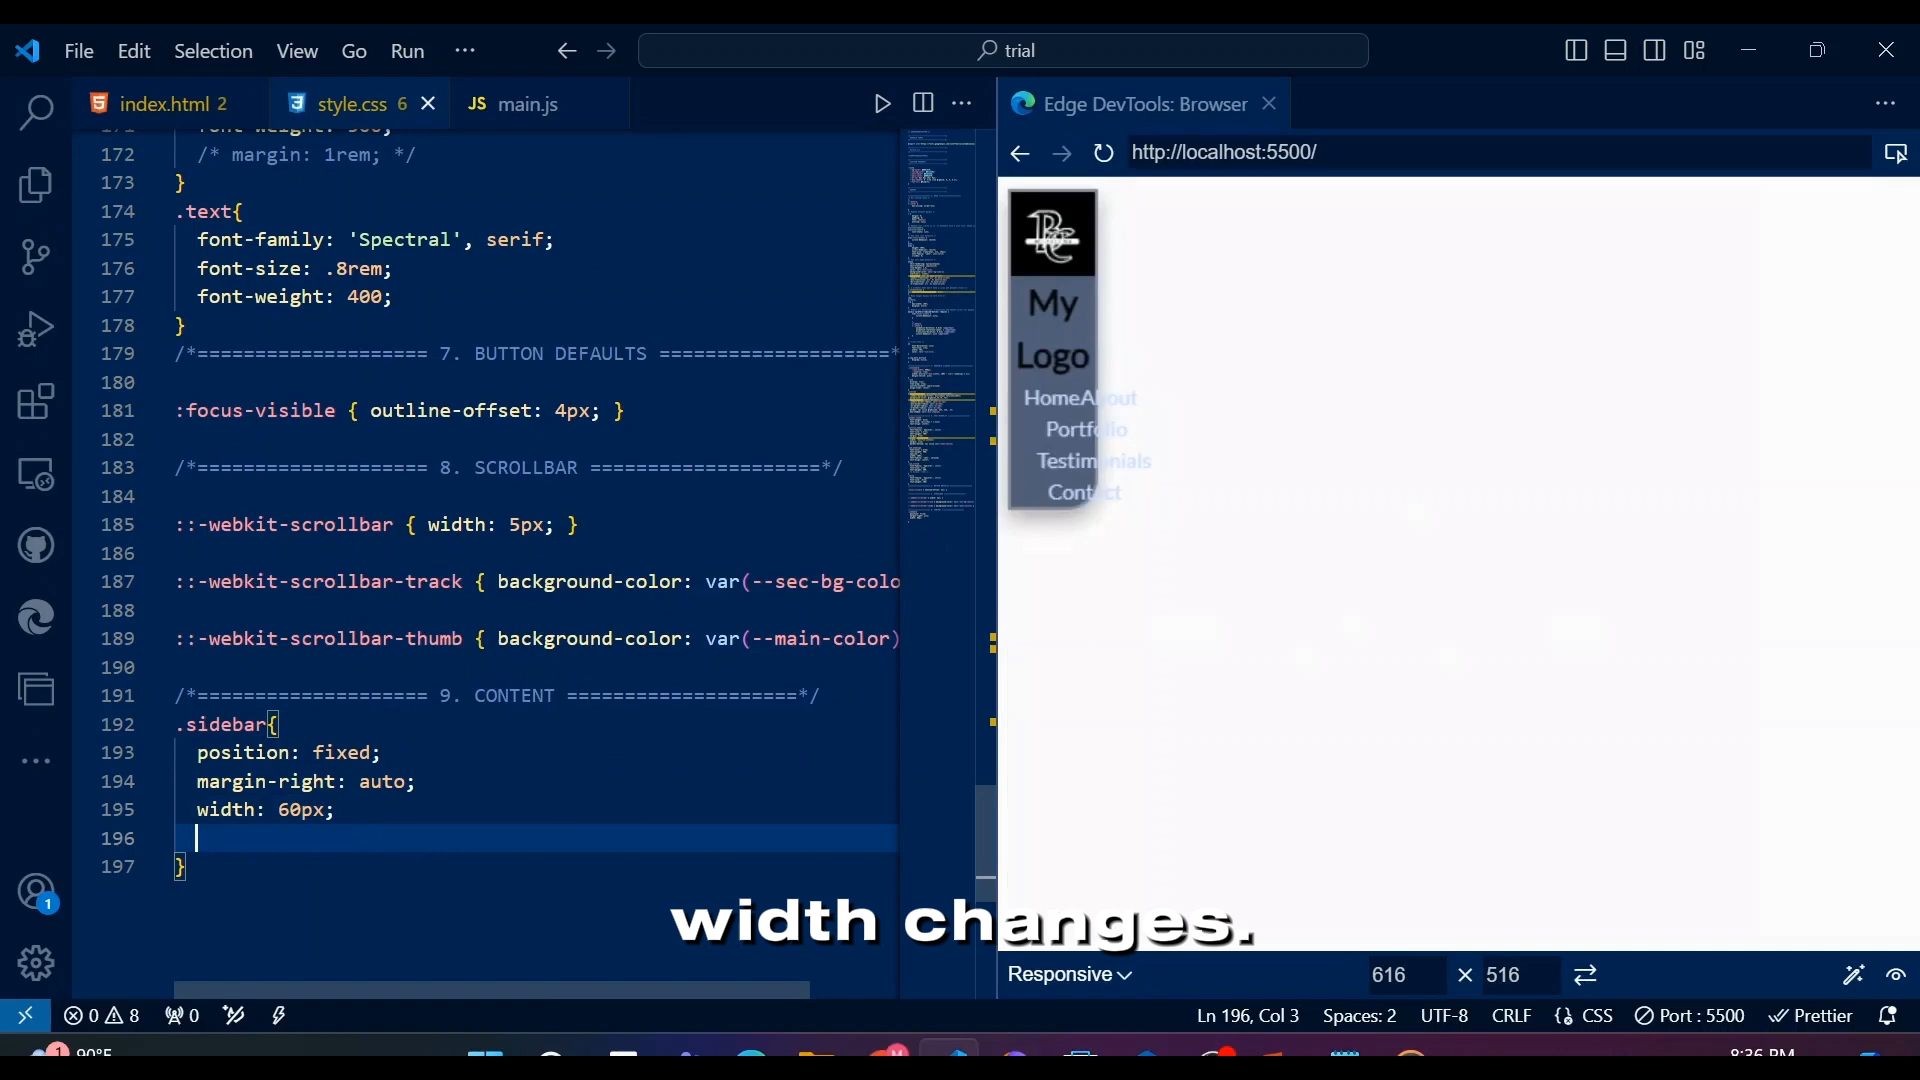 File Edit Selection View Go Run ··· trial
index.html 2 style.css 6 JS main.js Edge DevTools: Browser
http://localhost:5500/
172 /* margin: 1rem; */
173 }
174 .text{
175 font-family: 'Spectral', serif;
176 font-size: .8rem;
177 font-weight: 400;
178 }
179 /*==================== 7. BUTTON DEFAULTS ====================*
180
181 :focus-visible { outline-offset: 4px; }
182
183 /*==================== 8. SCROLLBAR ====================*/
184
185 ::-webkit-scrollbar { width: 5px; }
186
187 ::-webkit-scrollbar-track { background-color: var(--sec-bg-colo
188
189 ::-webkit-scrollbar-thumb { background-color: var(--main-color)
190
191 /*==================== 9. CONTENT ====================*/
192 .sidebar{
193 position: fixed;
194 margin-right: auto;
195 width: 60px;
196
197 }
My
Logo
HomeAbout
Portfolio
Testimonials
Contact
width changes.
Responsive 616 × 516
1
0 8 0 Ln 196, Col 3 Spaces: 2 UTF-8 CRLF CSS Port : 5500 Prettier
1 90°F 8:36 PM